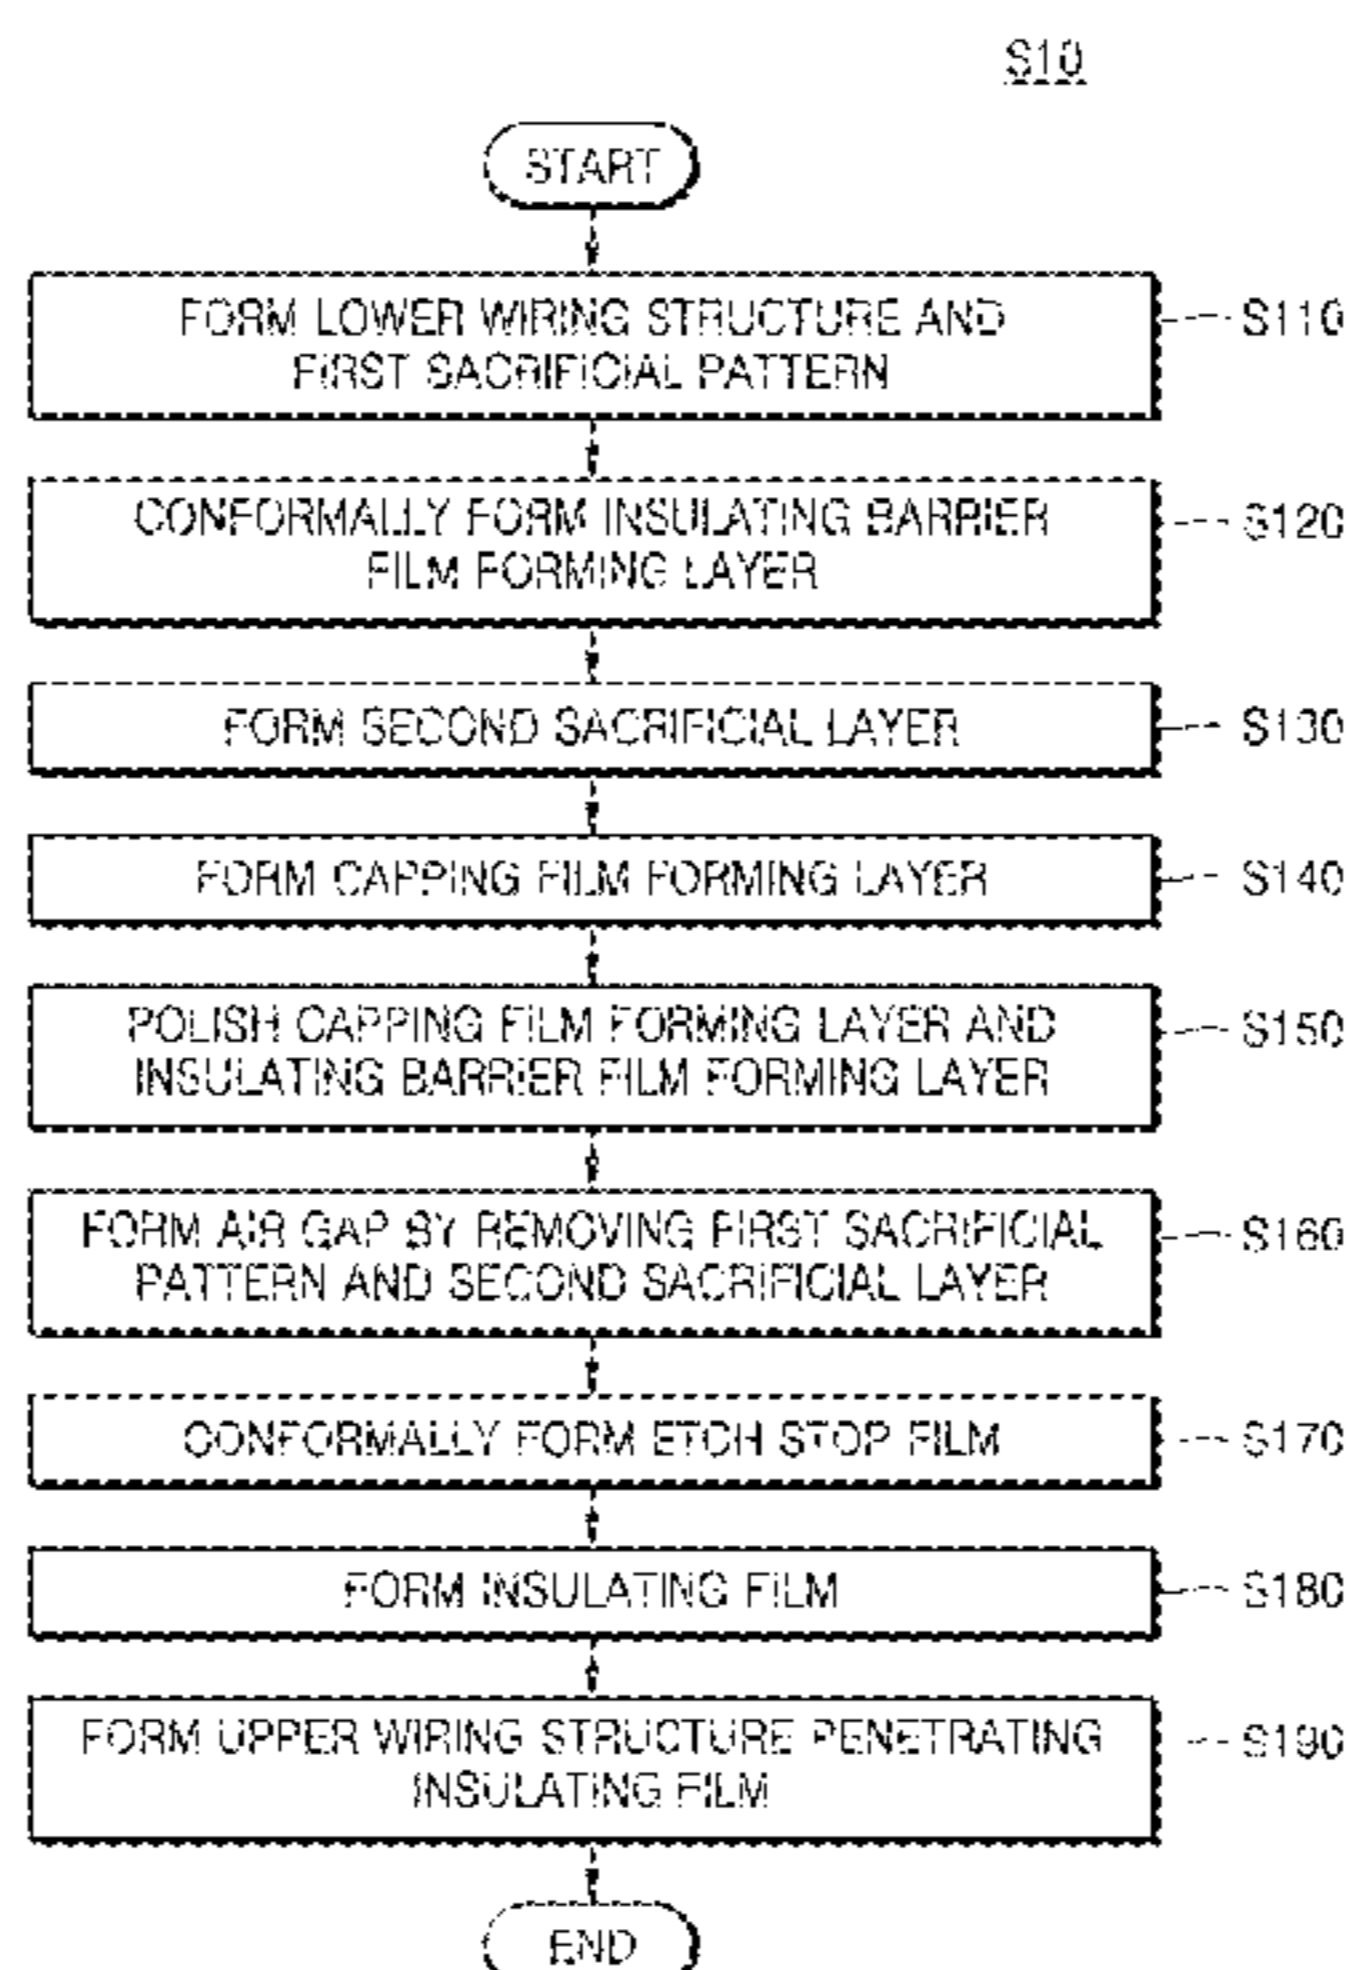 S10
START
FORM LOWER WIRING STRUCTURE AND
FIRST SACRIFICIAL PATTERN
S110
CONFORMALLY FORM INSULATING BARRIER
FILM FORMING LAYER
S120
FORM SECOND SACRIFICIAL LAYER
S130
FORM CAPPING FILM FORMING LAYER
S140
POLISH CAPPING FILM FORMING LAYER AND
INSULATING BARRIER FILM FORMING LAYER
S150
FORM AIR GAP BY REMOVING FIRST SACRIFICIAL
PATTERN AND SECOND SACRIFICIAL LAYER
S160
CONFORMALLY FORM ETCH STOP FILM
S170
FORM INSULATING FILM
S180
FORM UPPER WIRING STRUCTURE PENETRATING
INSULATING FILM
S190
END